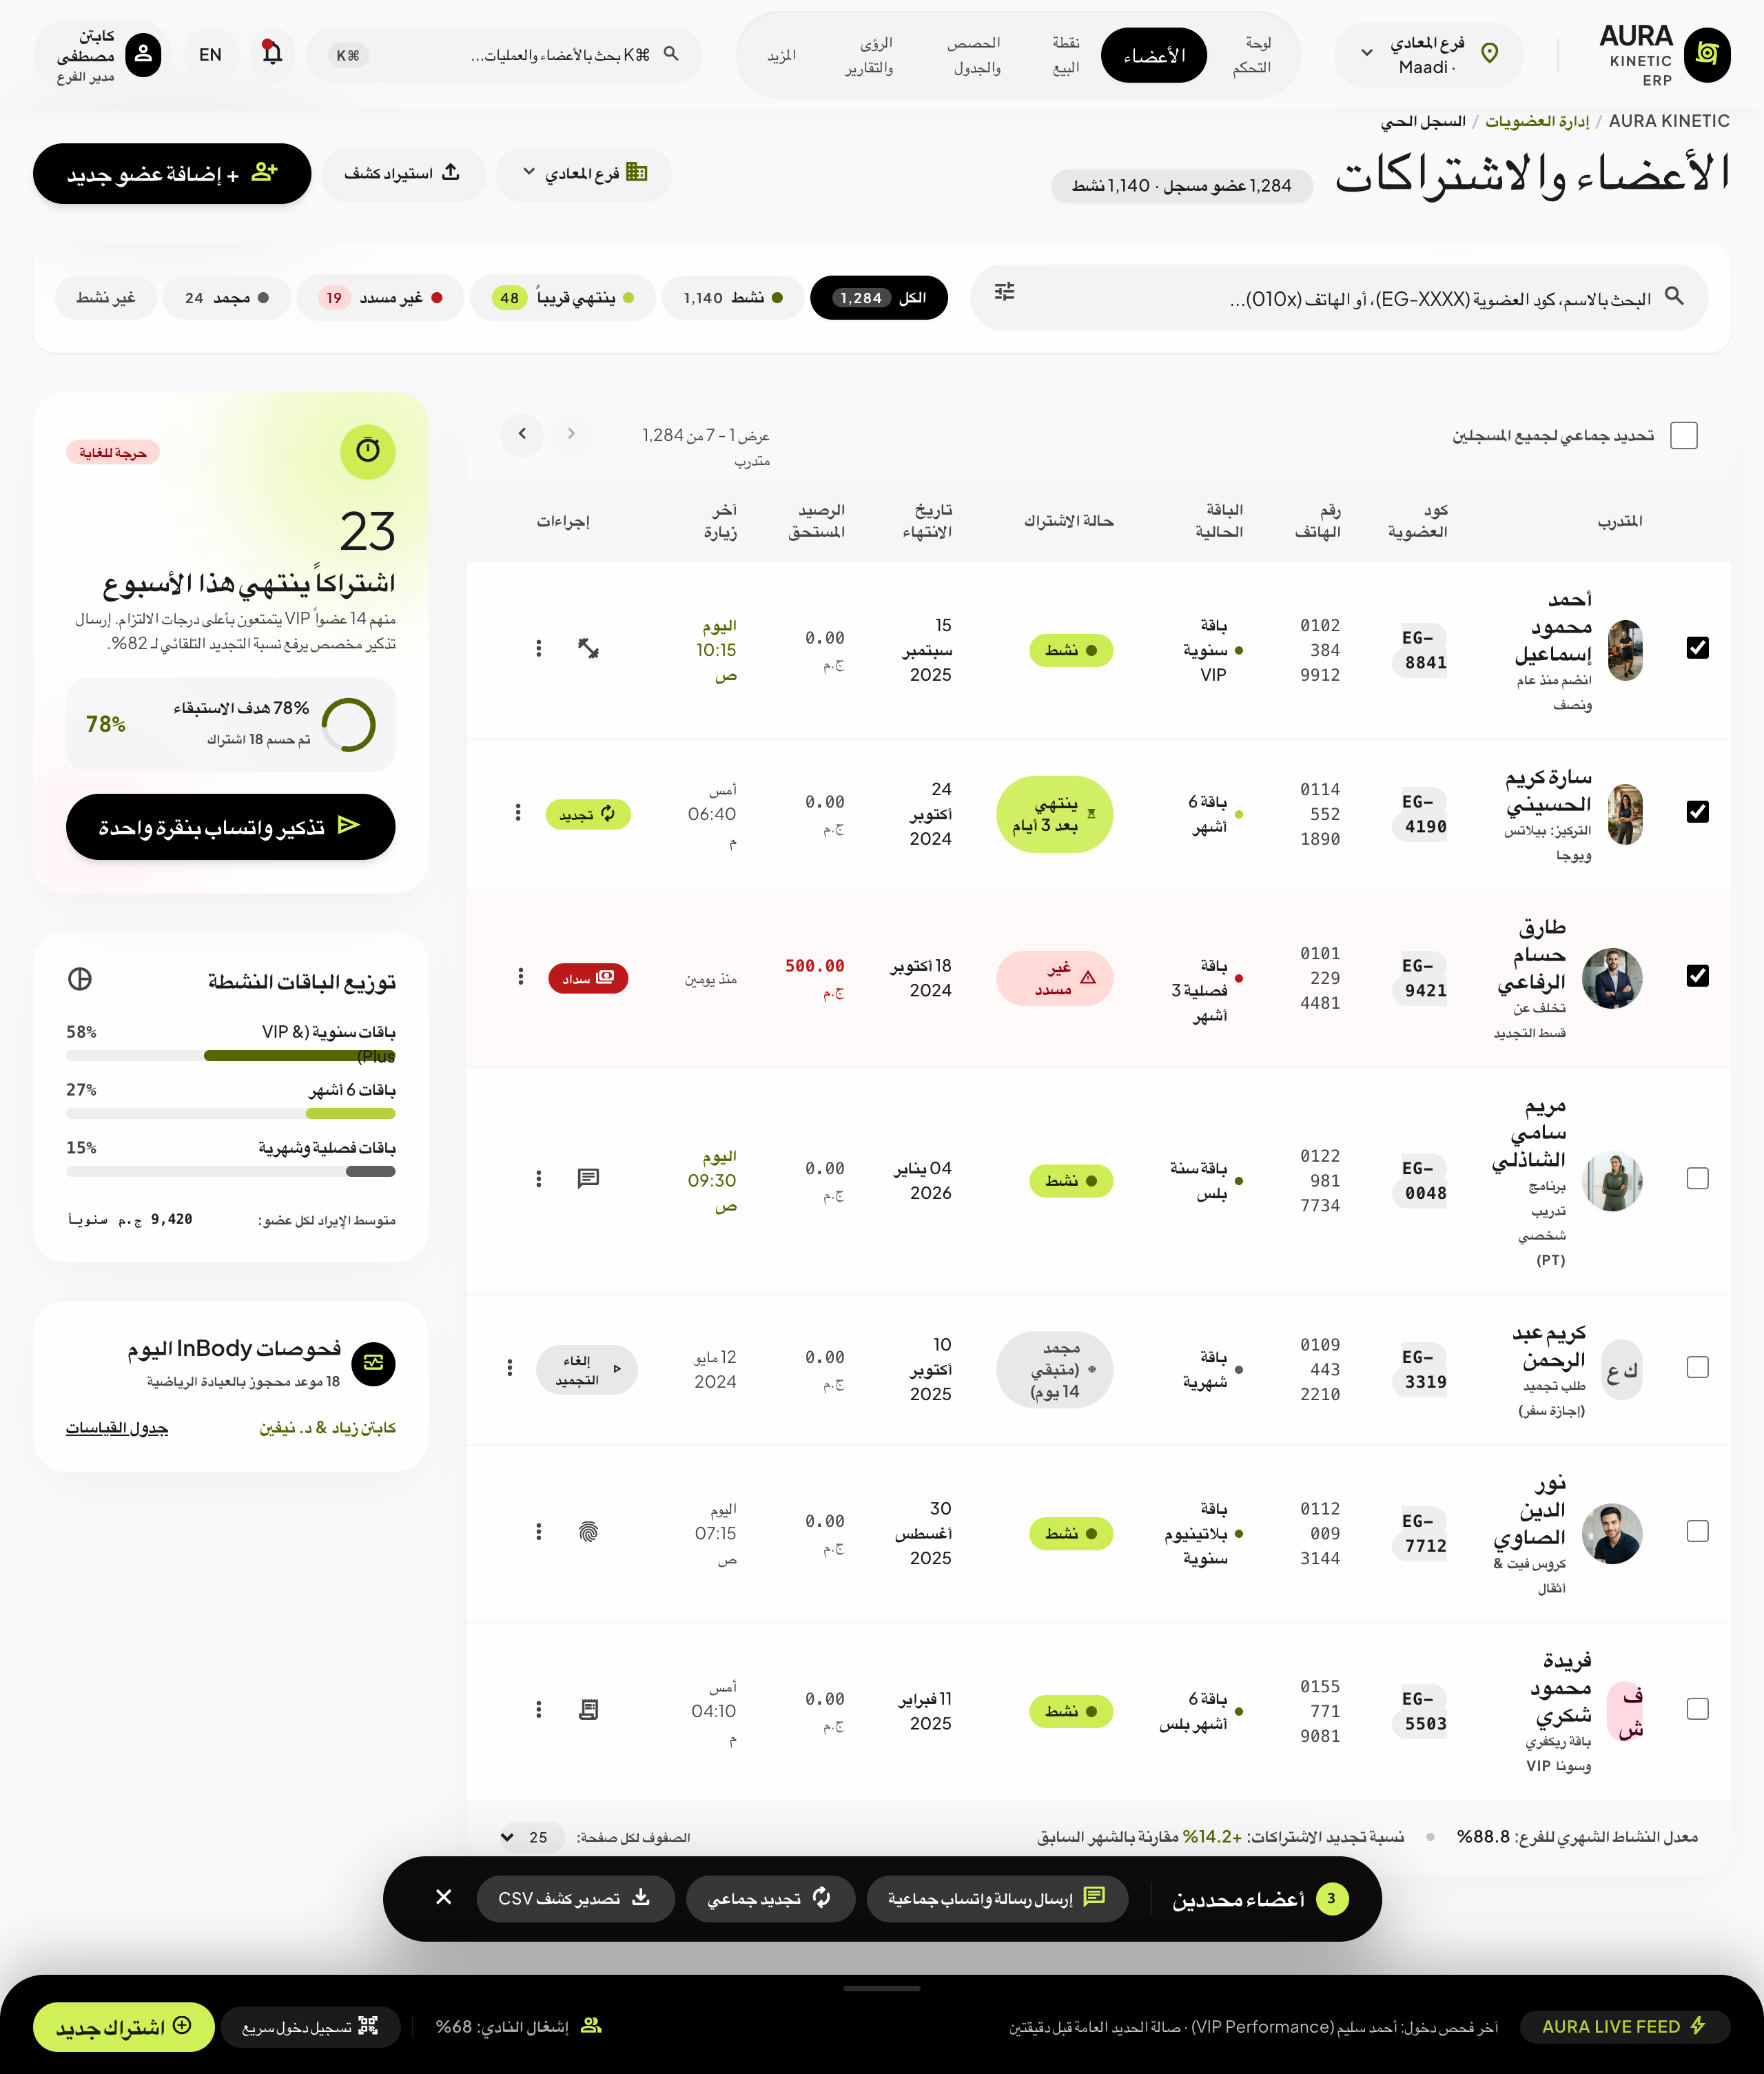 AURA
KINETIC
ERP
فرع المعادي
· Maadi
لوحة
التحكم
الأعضاء
نقطة
البيع
الحصص
والجدول
الرؤى
والتقارير
المزيد
⌘K بحث بالأعضاء والعمليات...
⌘K
EN
كابتن
مصطفى
مدير الفرع
AURA KINETIC / إدارة العضويات / السجل الحي
الأعضاء والاشتراكات
1,284 عضو مسجل · 1,140 نشط
فرع المعادي
استيراد كشف
+ إضافة عضو جديد
البحث بالاسم، كود العضوية (EG-XXXX)، أو الهاتف (010x)...
الكل 1,284
نشط 1,140
ينتهي قريباً 48
غير مسدد 19
مجمد 24
غير نشط
تحديد جماعي لجميع المسجلين
عرض 1 - 7 من 1,284
متدرب
المتدرب
كود
العضوية
رقم
الهاتف
الباقة
الحالية
حالة الاشتراك
تاريخ
الانتهاء
الرصيد
المستحق
آخر
زيارة
إجراءات
أحمد
محمود
إسماعيل
انضم منذ عام
ونصف
EG-
8841
0102
384
9912
باقة
سنوية
VIP
نشط
15
سبتمبر
2025
0.00
ج.م
اليوم
10:15
ص
سارة كريم
الحسيني
التركيز: بيلاتس
ويوجا
EG-
4190
0114
552
1890
باقة 6
أشهر
ينتهي
بعد 3 أيام
24
أكتوبر
2024
0.00
ج.م
أمس
06:40
م
تجديد
طارق
حسام
الرفاعي
تخلف عن
قسط التجديد
EG-
9421
0101
229
4481
باقة
فصلية 3
أشهر
غير
مسدد
18 أكتوبر
2024
500.00
ج.م
منذ يومين
سداد
مريم
سامي
الشاذلي
برنامج
تدريب
شخصي
(PT)
EG-
0048
0122
981
7734
باقة سنة
بلس
نشط
04 يناير
2026
0.00
ج.م
اليوم
09:30
ص
ك ع
كريم عبد
الرحمن
طلب تجميد
(إجازة سفر)
EG-
3319
0109
443
2210
باقة
شهرية
مجمد
(متبقي
14 يوم)
10
أكتوبر
2025
0.00
ج.م
12 مايو
2024
إلغاء
التجميد
نور
الدين
الصاوي
كروس فيت &
أثقال
EG-
7712
0112
009
3144
باقة
بلاتينيوم
سنوية
نشط
30
أغسطس
2025
0.00
ج.م
اليوم
07:15
ص
ف
ش
فريدة
محمود
شكري
باقة ريكفري
وسونا VIP
EG-
5503
0155
771
9081
باقة 6
أشهر بلس
نشط
11 فبراير
2025
0.00
ج.م
أمس
04:10
م
معدل النشاط الشهري للفرع: 88.8%
نسبة تجديد الاشتراكات: +14.2% مقارنة بالشهر السابق
الصفوف لكل صفحة:
25
حرجة للغاية
23
اشتراكاً ينتهي هذا الأسبوع
منهم 14 عضواً VIP يتمتعون بأعلى درجات الالتزام. إرسال
تذكير مخصص يرفع نسبة التجديد التلقائي لـ 82%.
78% هدف الاستبقاء
تم حسم 18 اشتراك
78%
تذكير واتساب بنقرة واحدة
توزيع الباقات النشطة
باقات سنوية (VIP &
Plus)
58%
باقات 6 أشهر
27%
باقات فصلية وشهرية
15%
متوسط الإيراد لكل عضو:
9,420 ج.م سنوياً
فحوصات InBody اليوم
18 موعد محجوز بالعيادة الرياضية
كابتن زياد & د. نيفين
جدول القياسات
3
أعضاء محددين
إرسال رسالة واتساب جماعية
تجديد جماعي
تصدير كشف CSV
AURA LIVE FEED
آخر فحص دخول: أحمد سليم (VIP Performance) · صالة الحديد العامة قبل دقيقتين
إشغال النادي: 68%
تسجيل دخول سريع
اشتراك جديد